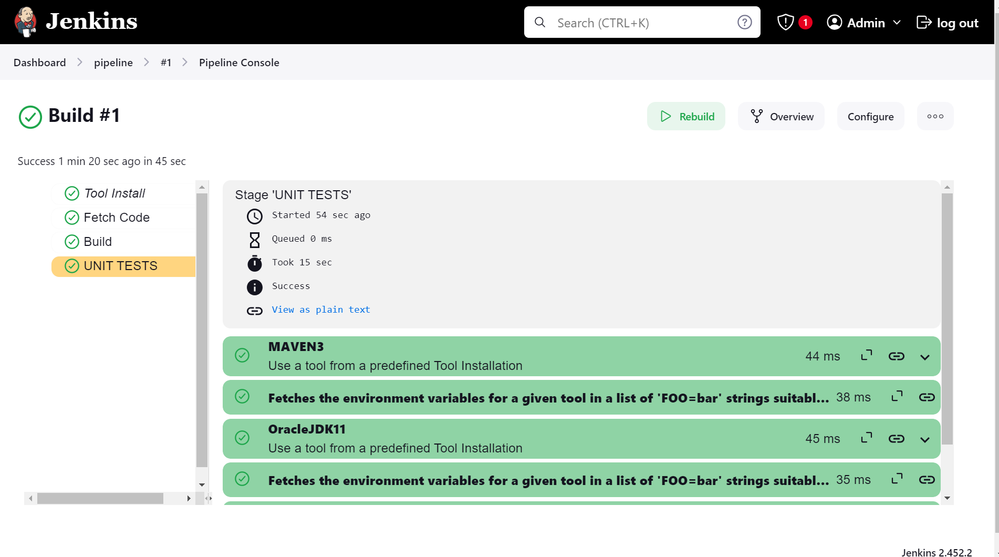 Jenkins
Search (CTRL+K)
1
Admin
log out
Dashboard
pipeline
#1
Pipeline Console
Build #1
Rebuild
Overview
Configure
Success 1 min 20 sec ago in 45 sec
Tool Install
Fetch Code
Build
UNIT TESTS
Stage 'UNIT TESTS'
Started 54 sec ago
Queued 0 ms
Took 15 sec
Success
View as plain text
MAVEN3
Use a tool from a predefined Tool Installation
44 ms
Fetches the environment variables for a given tool in a list of 'FOO=bar' strings suitabl...
38 ms
OracleJDK11
Use a tool from a predefined Tool Installation
45 ms
Fetches the environment variables for a given tool in a list of 'FOO=bar' strings suitabl...
35 ms
Jenkins 2.452.2